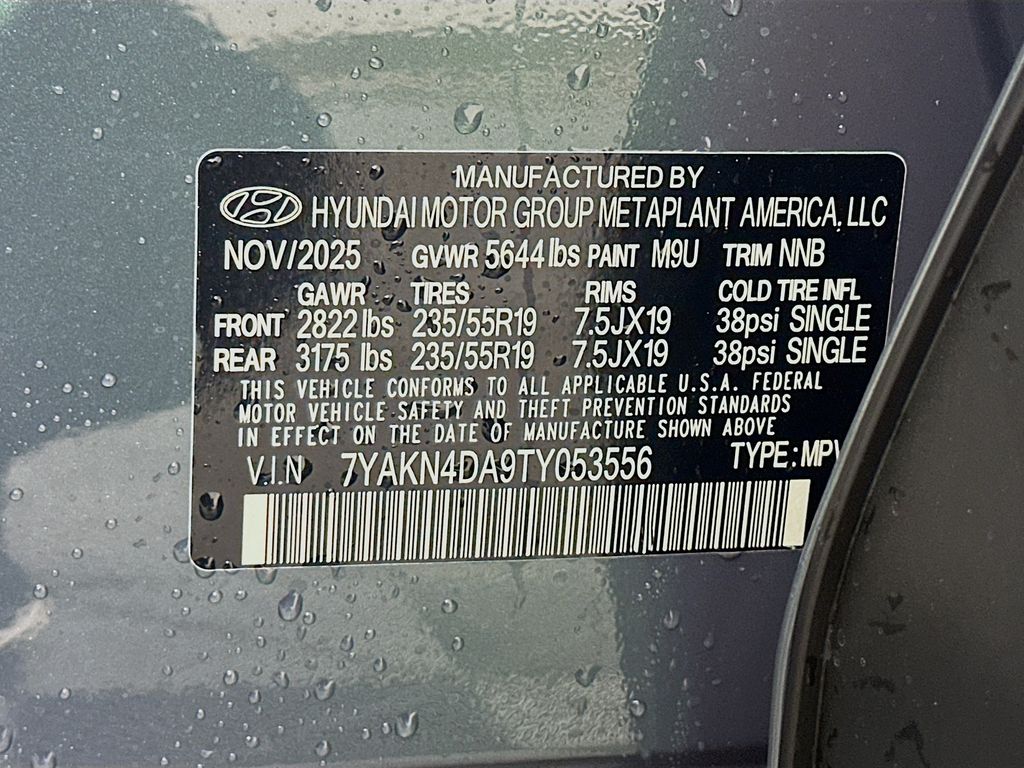 MANUFACTURED BY
HYUNDAI MOTOR GROUP METAPLANT AMERICA, LLC
NOV/2025 GVWR 5644 lbs PAINT M9U TRIM NNB
GAWR TIRES RIMS COLD TIRE INFL
FRONT 2822 lbs 235/55R19 7.5JX19 38psi SINGLE
REAR 3175 lbs 235/55R19 7.5JX19 38psi SINGLE
THIS VEHICLE CONFORMS TO ALL APPLICABLE U.S.A. FEDERAL
MOTOR VEHICLE SAFETY AND THEFT PREVENTION STANDARDS
IN EFFECT ON THE DATE OF MANUFACTURE SHOWN ABOVE
V.I.N 7YAKN4DA9TY053556 TYPE: MPV